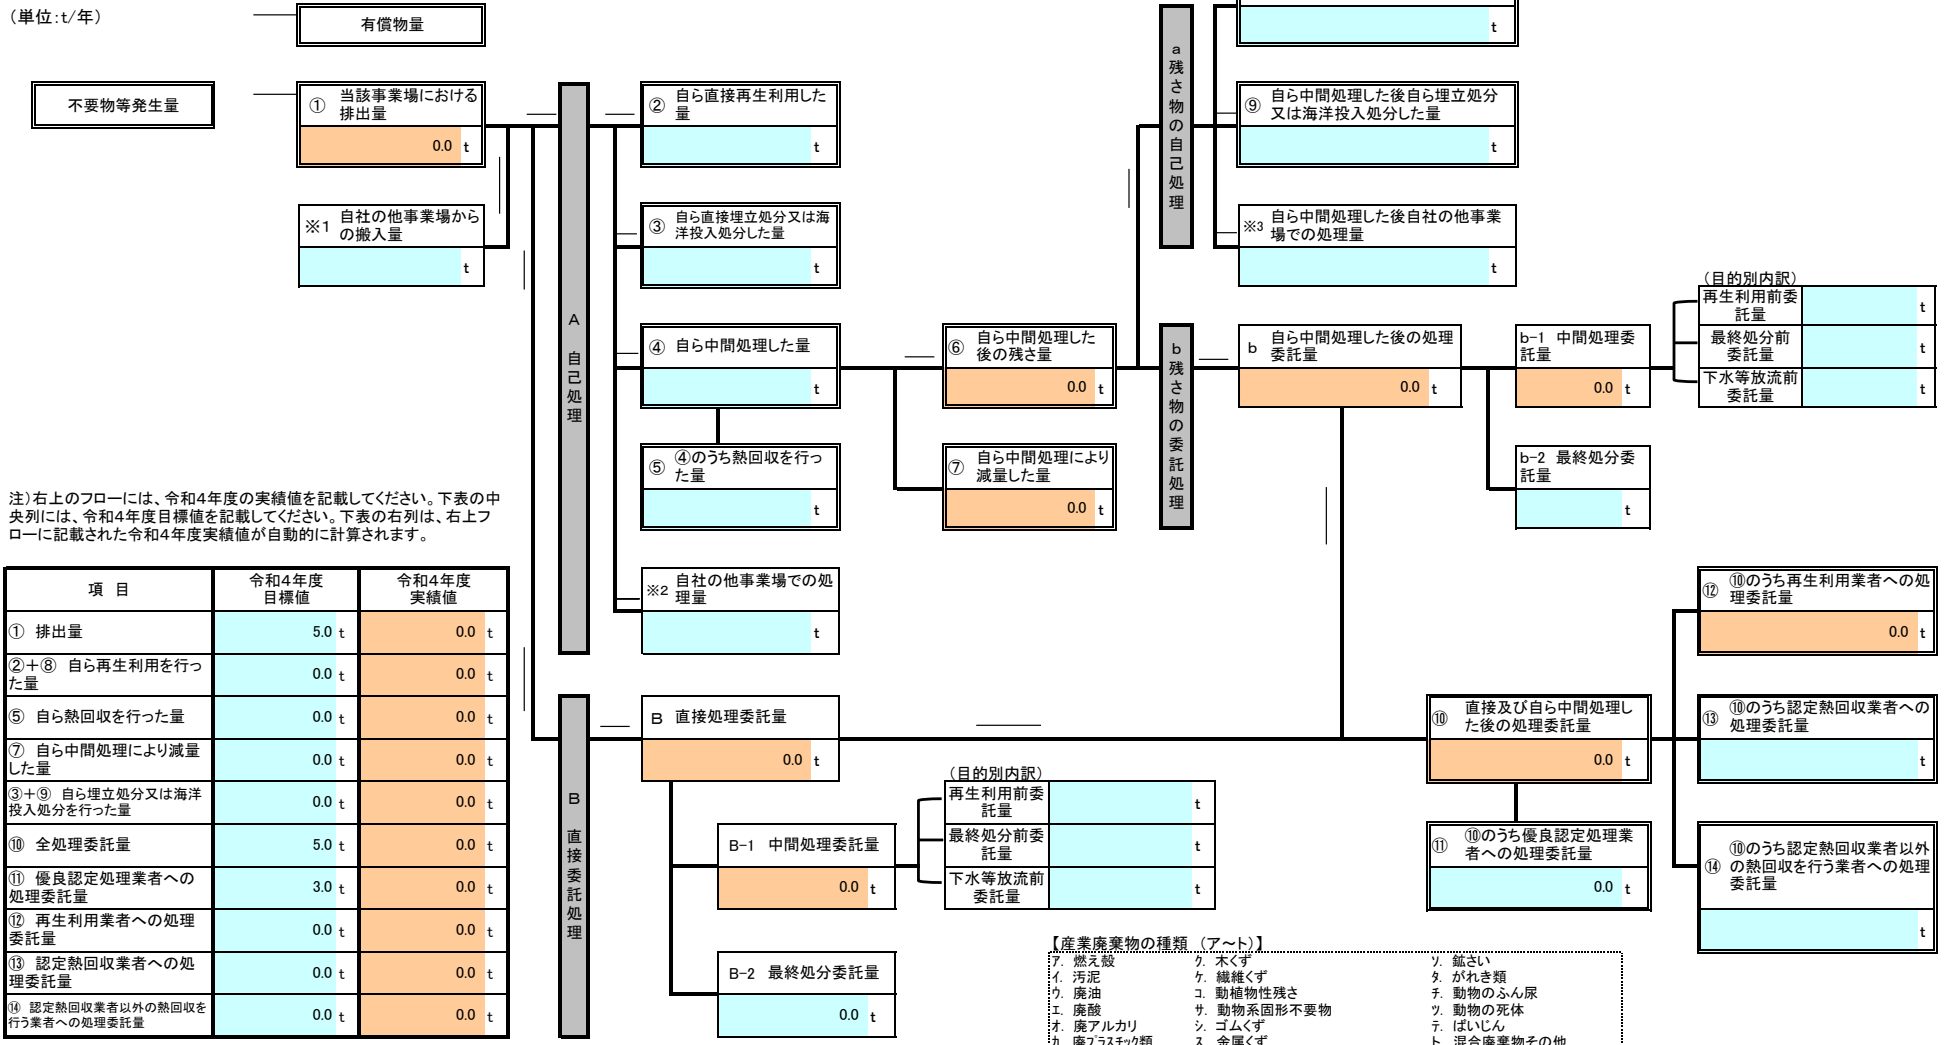 (単位:t/年)
有償物量
不要物等発生量
① 当該事業場における
排出量
0.0 t
※1 自社の他事業場から
の搬入量
t
A 自己処理
② 自ら直接再生利用した
量
t
③ 自ら直接埋立処分又は海
洋投入処分した量
t
④ 自ら中間処理した量
t
⑤ ④のうち熱回収を行っ
た量
t
※2 自社の他事業場での処
理量
t
⑥ 自ら中間処理した
後の残さ量
0.0 t
⑦ 自ら中間処理により
減量した量
0.0 t
a 残さ物の自己処理
t
⑨ 自ら中間処理した後自ら埋立処分
又は海洋投入処分した量
t
※3 自ら中間処理した後自社の他事業
場での処理量
t
b 残さ物の委託処理
b 自ら中間処理した後の処理
委託量
0.0 t
b-1 中間処理委
託量
0.0 t
b-2 最終処分委
託量
t
(目的別内訳)
再生利用前委
託量
t
最終処分前
委託量
t
下水等放流前
委託量
t
注)右上のフローには、令和4年度の実績値を記載してください。下表の中
央列には、令和4年度目標値を記載してください。下表の右列は、右上フ
ローに記載された令和4年度実績値が自動的に計算されます。
項 目 令和4年度
目標値 令和4年度
実績値
① 排出量 5.0 t 0.0 t
②+⑧ 自ら再生利用を行っ
た量 0.0 t 0.0 t
⑤ 自ら熱回収を行った量 0.0 t 0.0 t
⑦ 自ら中間処理により減量
した量 0.0 t 0.0 t
③+⑨ 自ら埋立処分又は海洋
投入処分を行った量 0.0 t 0.0 t
⑩ 全処理委託量 5.0 t 0.0 t
⑪ 優良認定処理業者への
処理委託量 3.0 t 0.0 t
⑫ 再生利用業者への処理
委託量 0.0 t 0.0 t
⑬ 認定熱回収業者への処
理委託量 0.0 t 0.0 t
⑭ 認定熱回収業者以外の熱回収を
行う業者への処理委託量 0.0 t 0.0 t
B 直接委託処理
B 直接処理委託量
0.0 t
B-1 中間処理委託量
0.0 t
B-2 最終処分委託量
0.0 t
(目的別内訳)
再生利用前委
託量
t
最終処分前委
託量
t
下水等放流前
委託量
t
⑩ 直接及び自ら中間処理し
た後の処理委託量
0.0 t
⑪ ⑩のうち優良認定処理業
者への処理委託量
0.0 t
⑫ ⑩のうち再生利用業者への処
理委託量
0.0 t
⑬ ⑩のうち認定熱回収業者への
処理委託量
t
⑭ ⑩のうち認定熱回収業者以外
の熱回収を行う業者への処理
委託量
t
【産業廃棄物の種類 (ア~ト)】
ア. 燃え殻 ク. 木くず ソ. 鉱さい
イ. 汚泥 ケ. 繊維くず タ. がれき類
ウ. 廃油 コ. 動植物性残さ チ. 動物のふん尿
エ. 廃酸 サ. 動物系固形不要物 ツ. 動物の死体
オ. 廃アルカリ シ. ゴムくず テ. ばいじん
カ. 廃プラスチック類 ス. 金属くず ト. 混合廃棄物その他